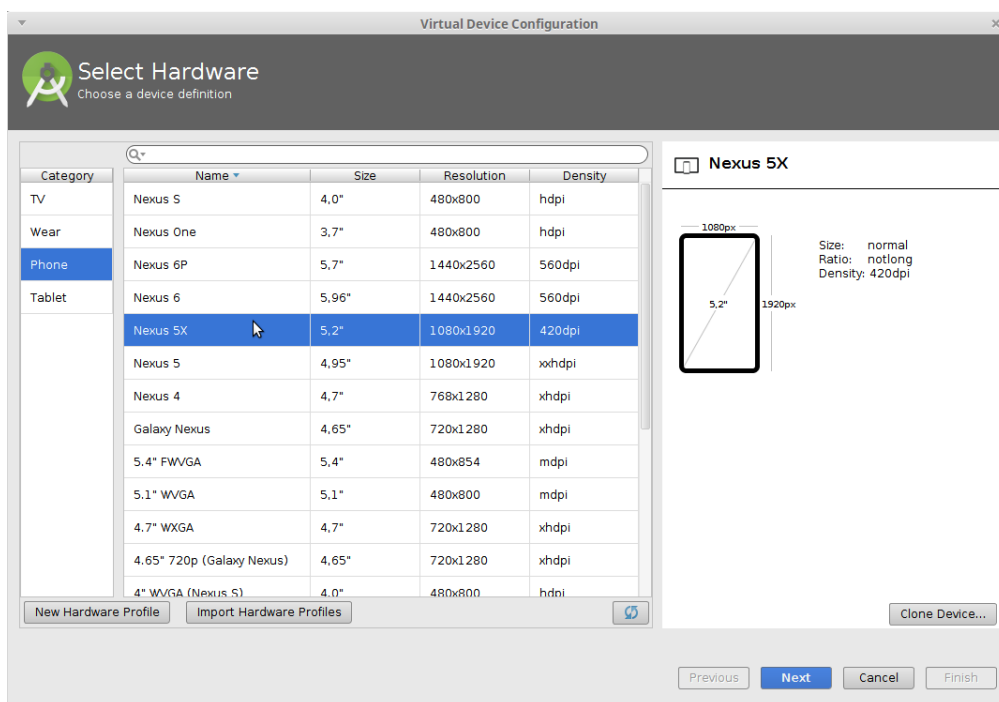 Virtual Device Configuration
Select Hardware
Choose a device definition
Category
TV
Wear
Phone
Tablet
Name Size Resolution Density
Nexus S 4,0" 480x800 hdpi
Nexus One 3,7" 480x800 hdpi
Nexus 6P 5,7" 1440x2560 560dpi
Nexus 6 5,96" 1440x2560 560dpi
Nexus 5X 5,2" 1080x1920 420dpi
Nexus 5 4,95" 1080x1920 xxhdpi
Nexus 4 4,7" 768x1280 xhdpi
Galaxy Nexus 4,65" 720x1280 xhdpi
5.4" FWVGA 5,4" 480x854 mdpi
5.1" WVGA 5,1" 480x800 mdpi
4.7" WXGA 4,7" 720x1280 xhdpi
4.65" 720p (Galaxy Nexus) 4,65" 720x1280 xhdpi
4" WVGA (Nexus S) 4,0" 480x800 hdpi
New Hardware Profile Import Hardware Profiles
Nexus 5X
1080px
5,2" 1920px
Size: normal
Ratio: notlong
Density: 420dpi
Clone Device...
Previous Next Cancel Finish